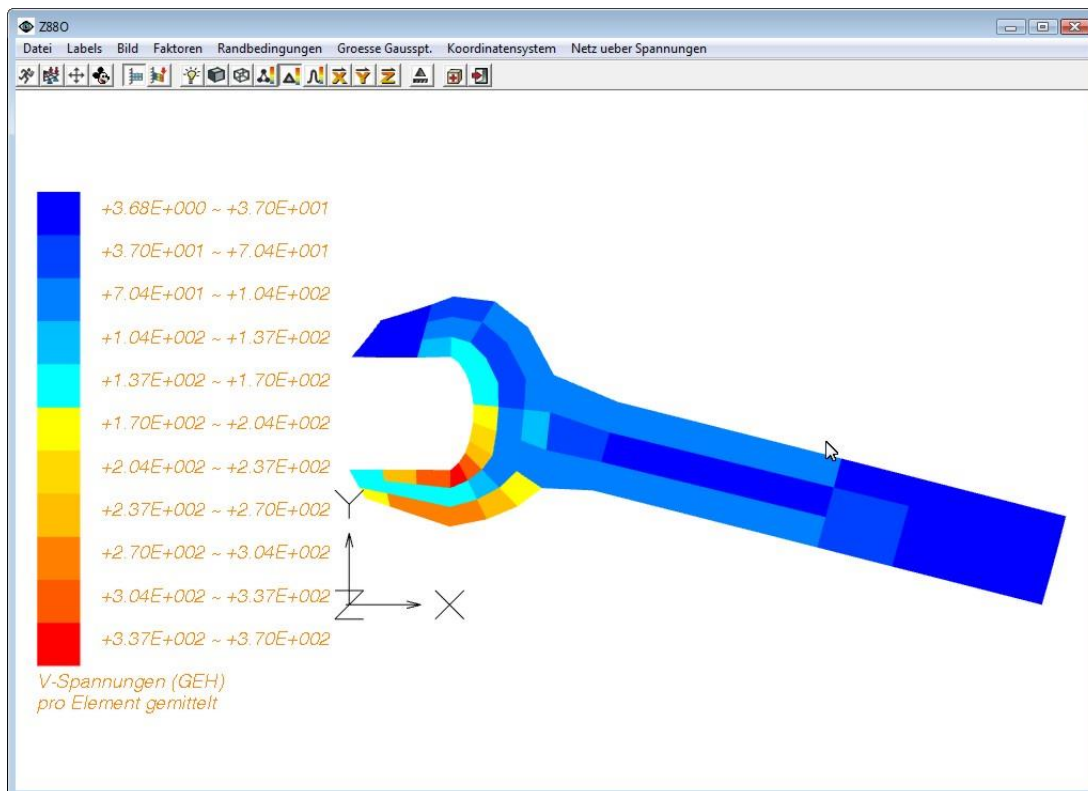 Z88O
Datei Labels Bild Faktoren Randbedingungen Groesse Gausspt. Koordinatensystem Netz ueber Spannungen
+3.68E+000 ~ +3.70E+001
+3.70E+001 ~ +7.04E+001
+7.04E+001 ~ +1.04E+002
+1.04E+002 ~ +1.37E+002
+1.37E+002 ~ +1.70E+002
+1.70E+002 ~ +2.04E+002
+2.04E+002 ~ +2.37E+002
+2.37E+002 ~ +2.70E+002
+2.70E+002 ~ +3.04E+002
+3.04E+002 ~ +3.37E+002
+3.37E+002 ~ +3.70E+002
V-Spannungen (GEH)
pro Element gemittelt
Y
Z
X